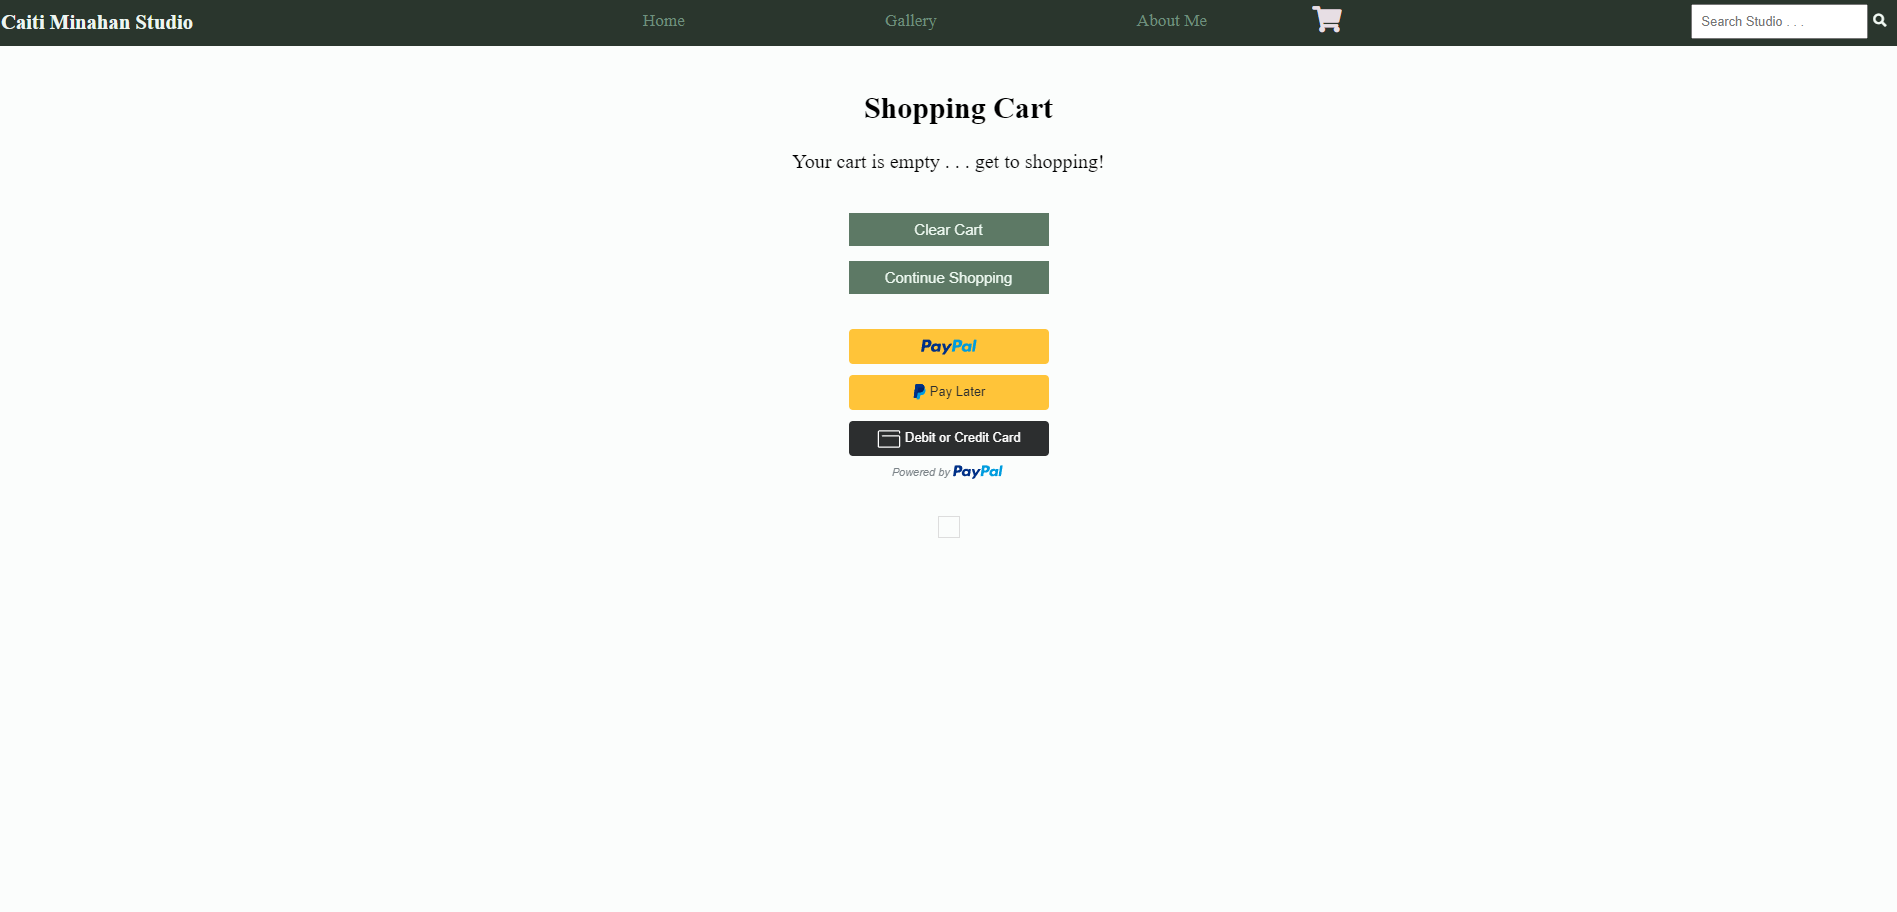 Caiti Minahan Studio
Home
Gallery
About Me
Search Studio . . .
Shopping Cart
Your cart is empty . . . get to shopping!
Clear Cart
Continue Shopping
PayPal
Pay Later
Debit or Credit Card
Powered by PayPal